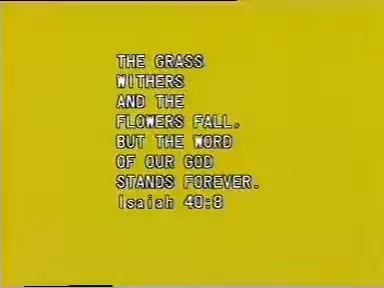 THE GRASS
WITHERS
AND THE
FLOWERS FALL.
BUT THE WORD
OF OUR GOD
STANDS FOREVER.
Isaiah 40:8